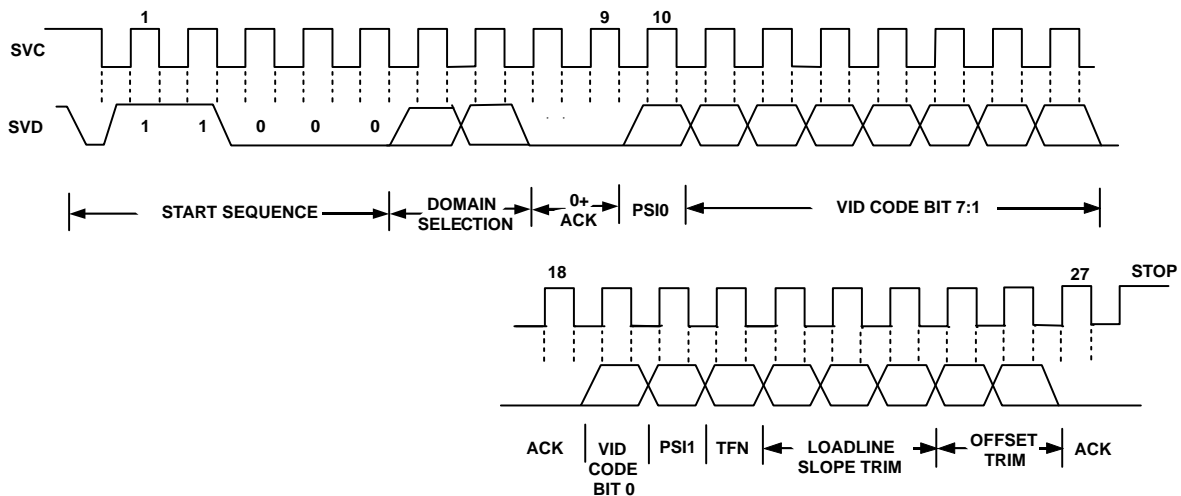 1 9 10
SVC
SVD 1 1 0 0 0
START SEQUENCE
DOMAIN
SELECTION
0+
ACK
PSI0
VID CODE BIT 7:1
18 27 STOP
ACK
VID
CODE
BIT 0
PSI1
TFN
LOADLINE
SLOPE TRIM
OFFSET
TRIM
ACK